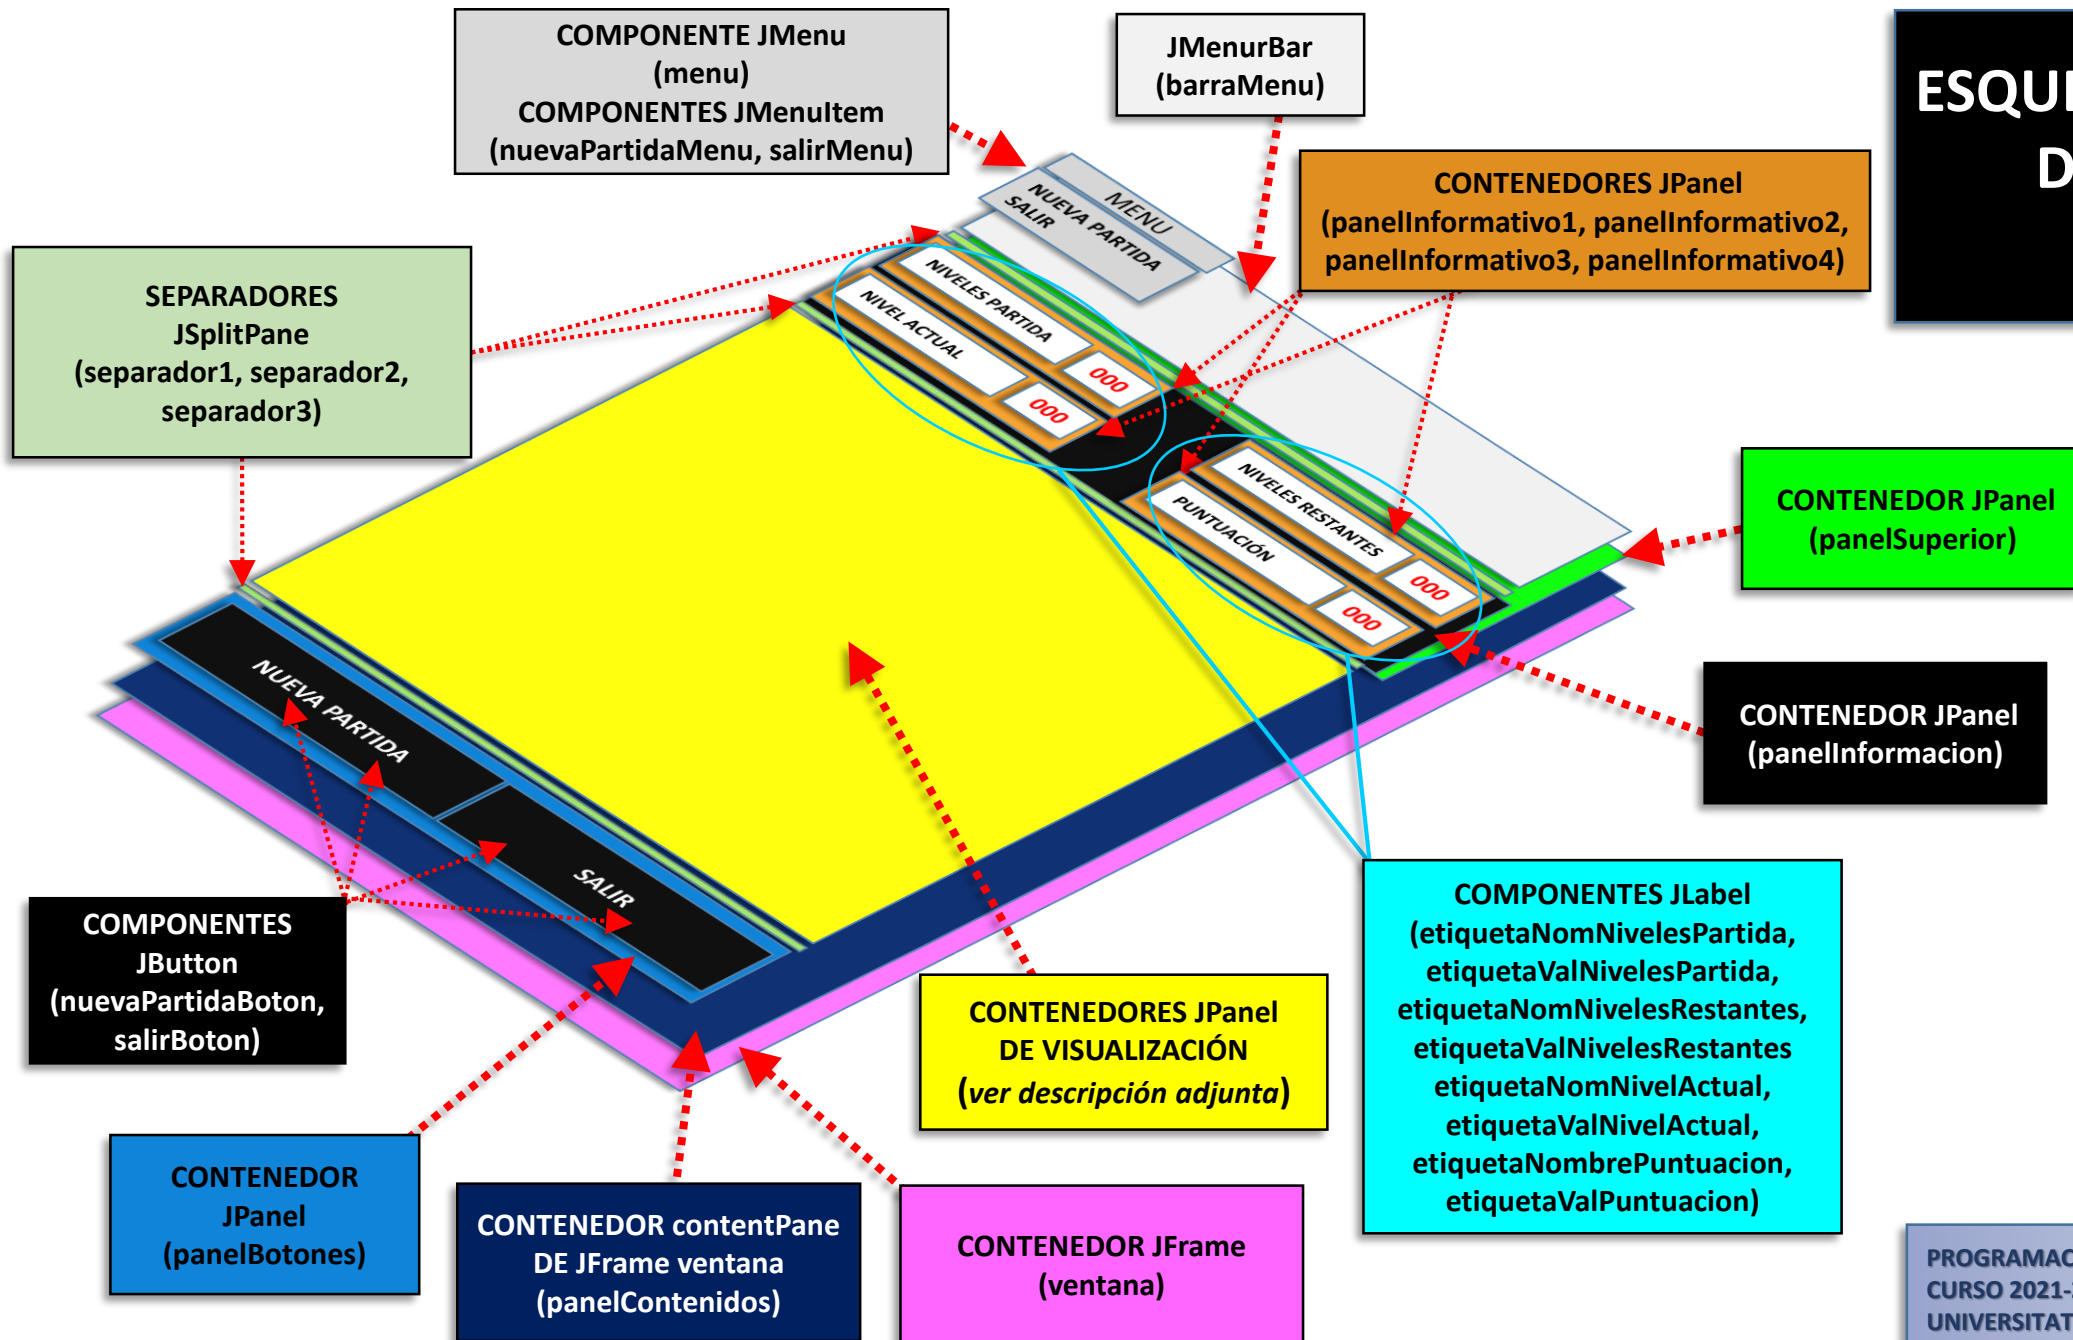 COMPONENTE JMenu
(menu)
COMPONENTES JMenuItem
(nuevaPartidaMenu, salirMenu)
JMenurBar
(barraMenu)
CONTENEDORES JPanel
(panelInformativo1, panelInformativo2,
panelInformativo3, panelInformativo4)
SEPARADORES
JSplitPane
(separador1, separador2,
separador3)
MENU
NUEVA PARTIDA
SALIR
NIVELES PARTIDA
000
NIVEL ACTUAL
000
NIVELES RESTANTES
000
PUNTUACIÓN
000
CONTENEDOR JPanel
(panelSuperior)
CONTENEDOR JPanel
(panelInformacion)
NUEVA PARTIDA
SALIR
COMPONENTES
JButton
(nuevaPartidaBoton,
salirBoton)
CONTENEDORES JPanel
DE VISUALIZACIÓN
(ver descripción adjunta)
COMPONENTES JLabel
(etiquetaNomNivelesPartida,
etiquetaValNivelesPartida,
etiquetaNomNivelesRestantes,
etiquetaValNivelesRestantes
etiquetaNomNivelActual,
etiquetaValNivelActual,
etiquetaNombrePuntuacion,
etiquetaValPuntuacion)
CONTENEDOR
JPanel
(panelBotones)
CONTENEDOR contentPane
DE JFrame ventana
(panelContenidos)
CONTENEDOR JFrame
(ventana)
CURSO 2021-
UNIVERSITAT